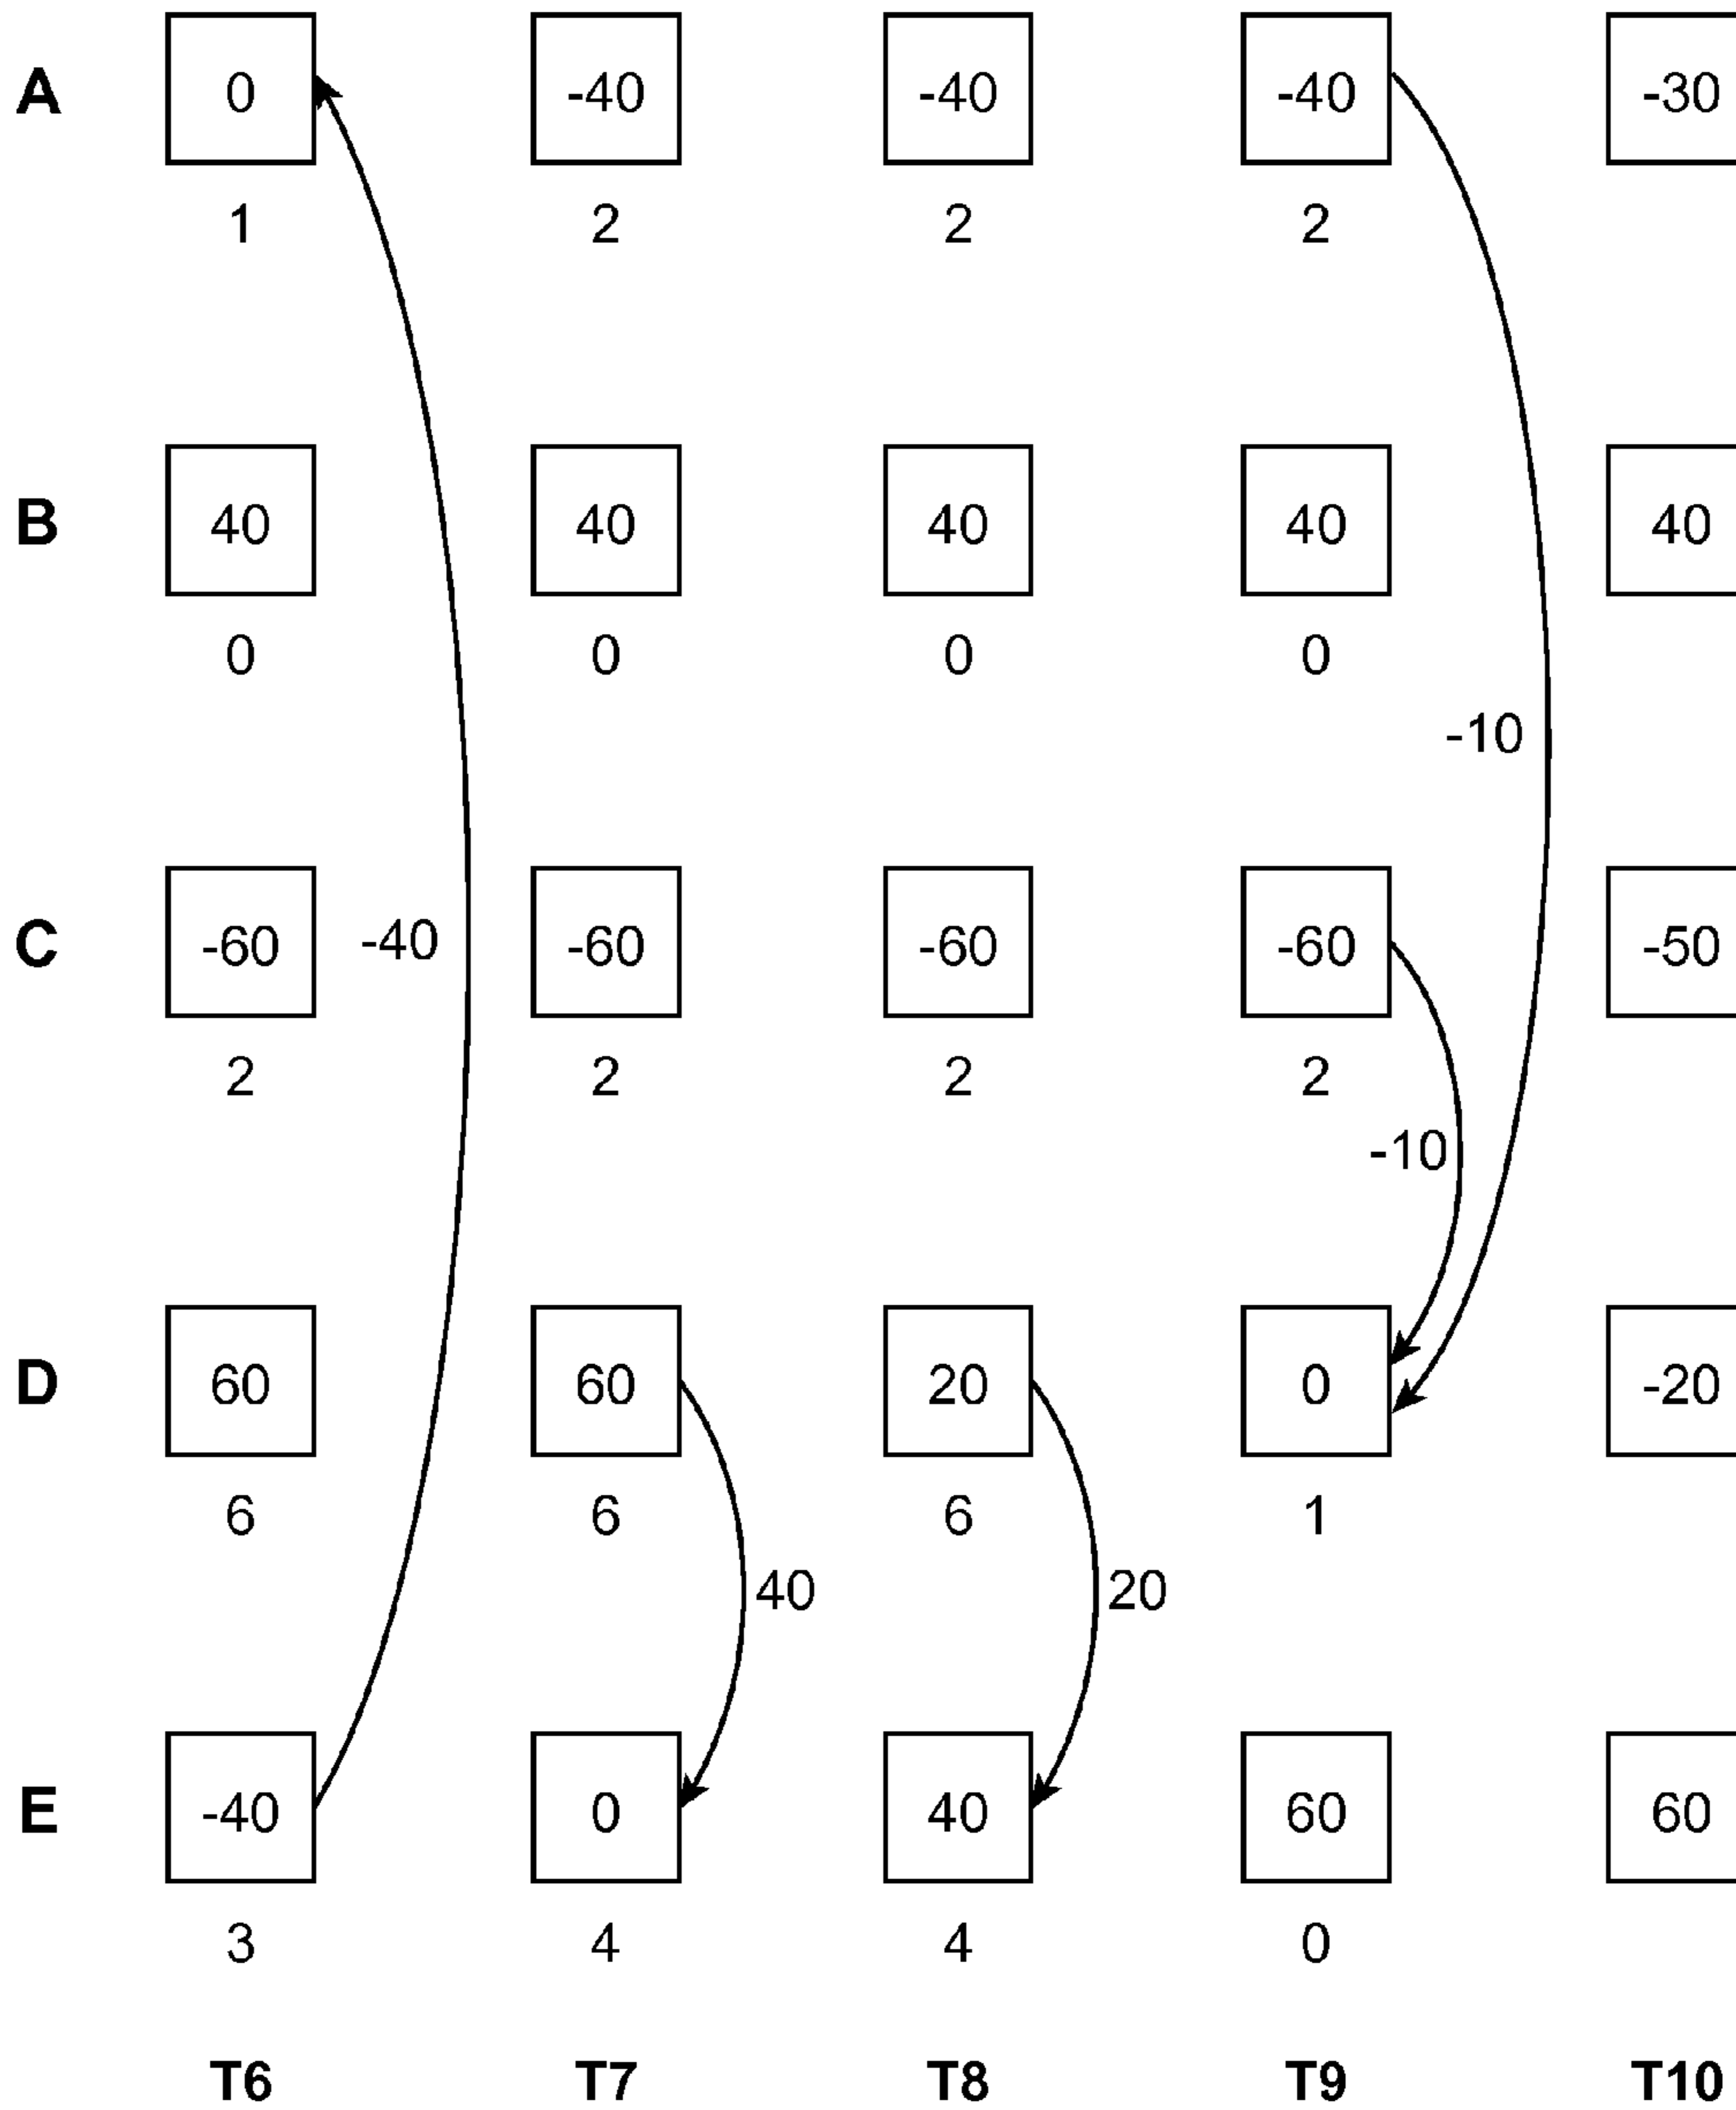 A 0 -40 -40 -40 -30
1 2 2 2
B 40 40 40 40 40
0 0 0 0
-10
C -60 -40 -60 -60 -60 -50
2 2 2 2
-10
D 60 60 20 0 -20
6 6 6 1
40 20
E -40 0 40 60 60
3 4 4 0
T6 T7 T8 T9 T10